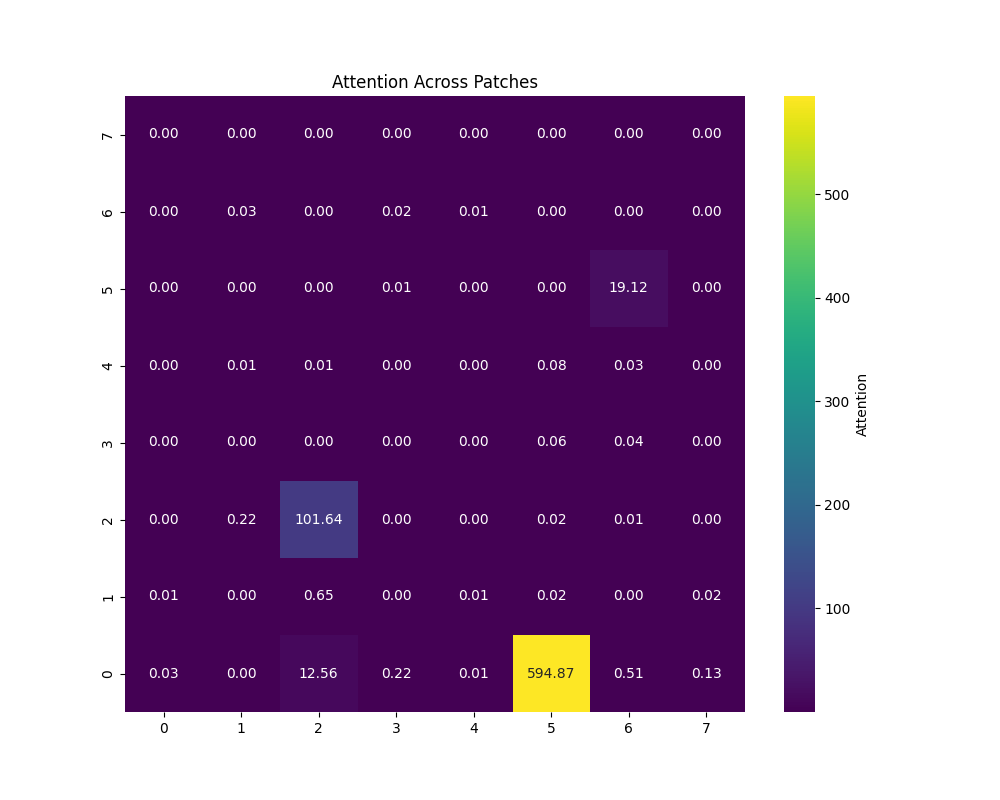 Attention Across Patches
7 0.00 0.00 0.00 0.00 0.00 0.00 0.00 0.00
6 0.00 0.03 0.00 0.02 0.01 0.00 0.00 0.00
5 0.00 0.00 0.00 0.01 0.00 0.00 19.12 0.00
4 0.00 0.01 0.01 0.00 0.00 0.08 0.03 0.00
3 0.00 0.00 0.00 0.00 0.00 0.06 0.04 0.00
2 0.00 0.22 101.64 0.00 0.00 0.02 0.01 0.00
1 0.01 0.00 0.65 0.00 0.01 0.02 0.00 0.02
0 0.03 0.00 12.56 0.22 0.01 594.87 0.51 0.13
0 1 2 3 4 5 6 7
500
400
300
200
100
Attention